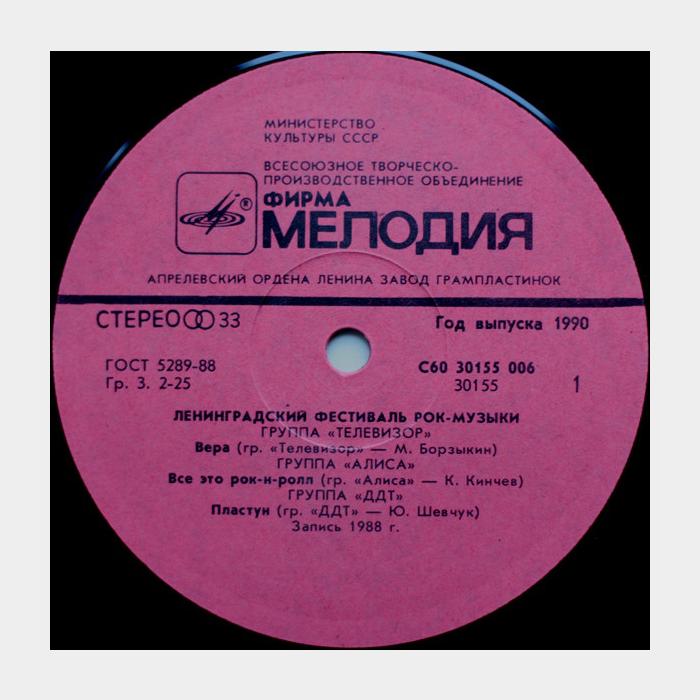 МИНИСТЕРСТВО
КУЛЬТУРЫ СССР
ВСЕСОЮЗНОЕ ТВОРЧЕСКО-
ПРОИЗВОДСТВЕННОЕ ОБЪЕДИНЕНИЕ
ФИРМА
® МЕЛОДИЯ
АПРЕЛЕВСКИЙ ОРДЕНА ЛЕНИНА ЗАВОД ГРАМПЛАСТИНОК
СТЕРЕО 33 Год выпуска 1990
ГОСТ 5289-88 С60 30155 006
Гр. 3. 2-25 30155 1
ЛЕНИНГРАДСКИЙ ФЕСТИВАЛЬ РОК-МУЗЫКИ
ГРУППА «ТЕЛЕВИЗОР»
Вера (гр. «Телевизор» — М. Борзыкин)
ГРУППА «АЛИСА»
Все это рок-н-ролл (гр. «Алиса» — К. Кинчев)
ГРУППА «ДДТ»
Пластун (гр. «ДДТ» — Ю. Шевчук)
Запись 1988 г.